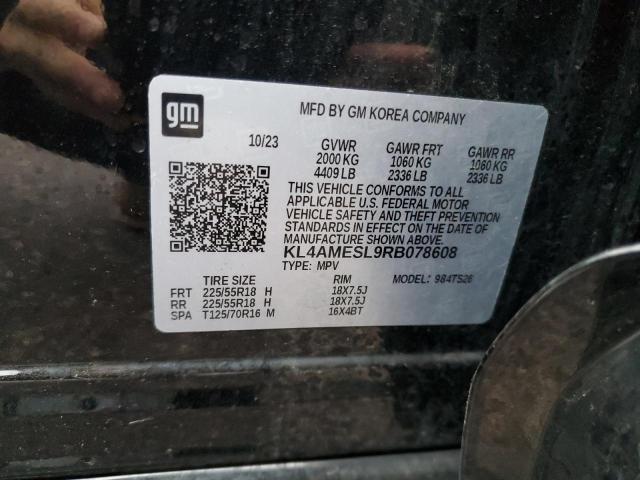 gm
MFD BY GM KOREA COMPANY
10/23 GVWR GAWR FRT GAWR RR
2000 KG 1060 KG 1060 KG
4409 LB 2336 LB 2336 LB
THIS VEHICLE CONFORMS TO ALL
APPLICABLE U.S. FEDERAL MOTOR
VEHICLE SAFETY AND THEFT PREVENTION
STANDARDS IN EFFECT ON THE DATE OF
MANUFACTURE SHOWN ABOVE.
KL4AMESL9RB078608
TYPE: MPV MODEL: 984TS26
TIRE SIZE RIM
FRT 225/55R18 H 18X7.5J
RR 225/55R18 H 18X7.5J
SPA T125/70R16 M 16X4BT